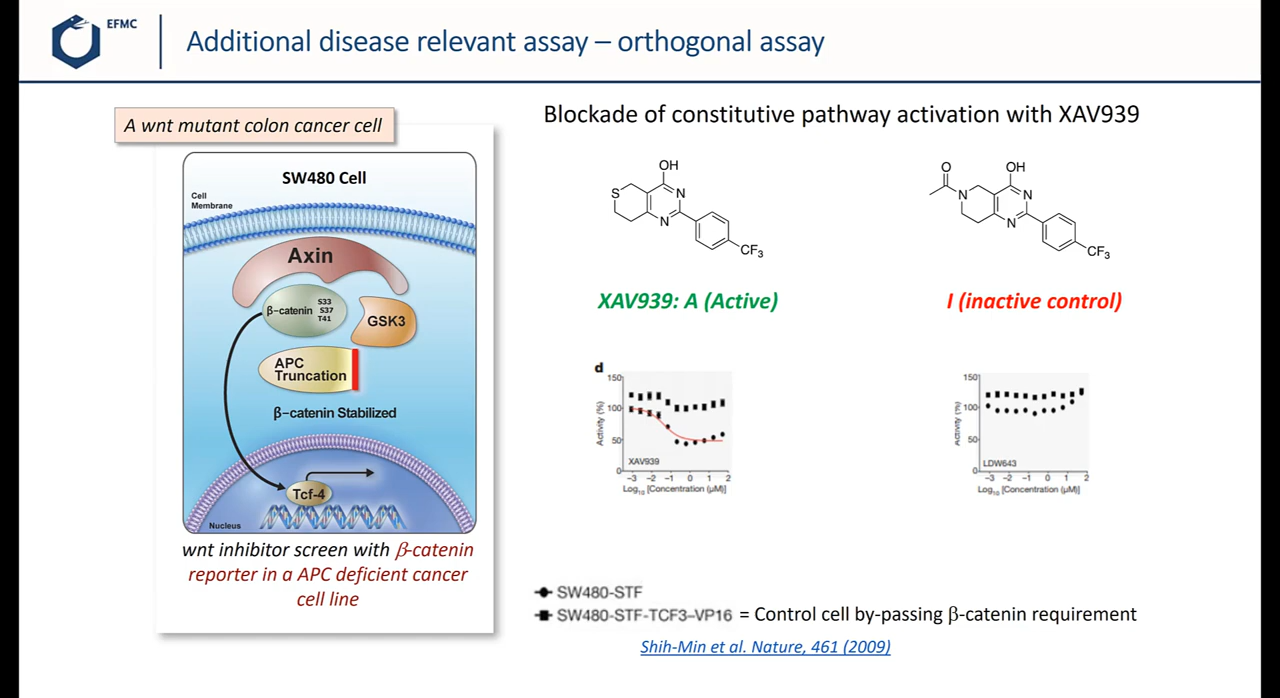 EFMC
Additional disease relevant assay – orthogonal assay
A wnt mutant colon cancer cell
SW480 Cell
Cell
Membrane
Axin
β–catenin
S33
S37
T41
GSK3
APC
Truncation
β–catenin Stabilized
Tcf-4
Nucleus
wnt inhibitor screen with β-catenin
reporter in a APC deficient cancer
cell line
Blockade of constitutive pathway activation with XAV939
OH
S
N
N
CF3
XAV939: A (Active)
O
OH
N
N
N
CF3
I (inactive control)
d
150
100
50
0
Activity (%)
XAV939
−3 −2 −1 0 1 2
Log10 [Concentration (μM)]
150
100
50
0
Activity (%)
LDW643
−3 −2 −1 0 1 2
Log10 [Concentration (μM)]
SW480-STF
SW480-STF-TCF3–VP16 = Control cell by-passing β-catenin requirement
Shih-Min et al. Nature, 461 (2009)